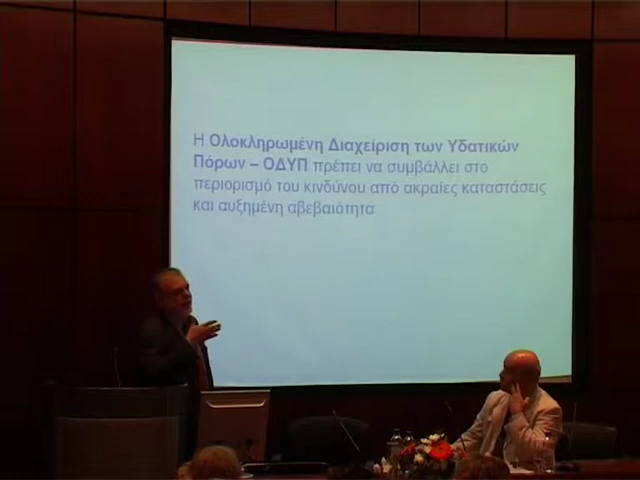 Η Ολοκληρωμένη Διαχείριση των Υδατικών
Πόρων – ΟΔΥΠ πρέπει να συμβάλλει στο
περιορισμό του κινδύνου από ακραίες καταστάσεις
και αυξημένη αβεβαιότητα